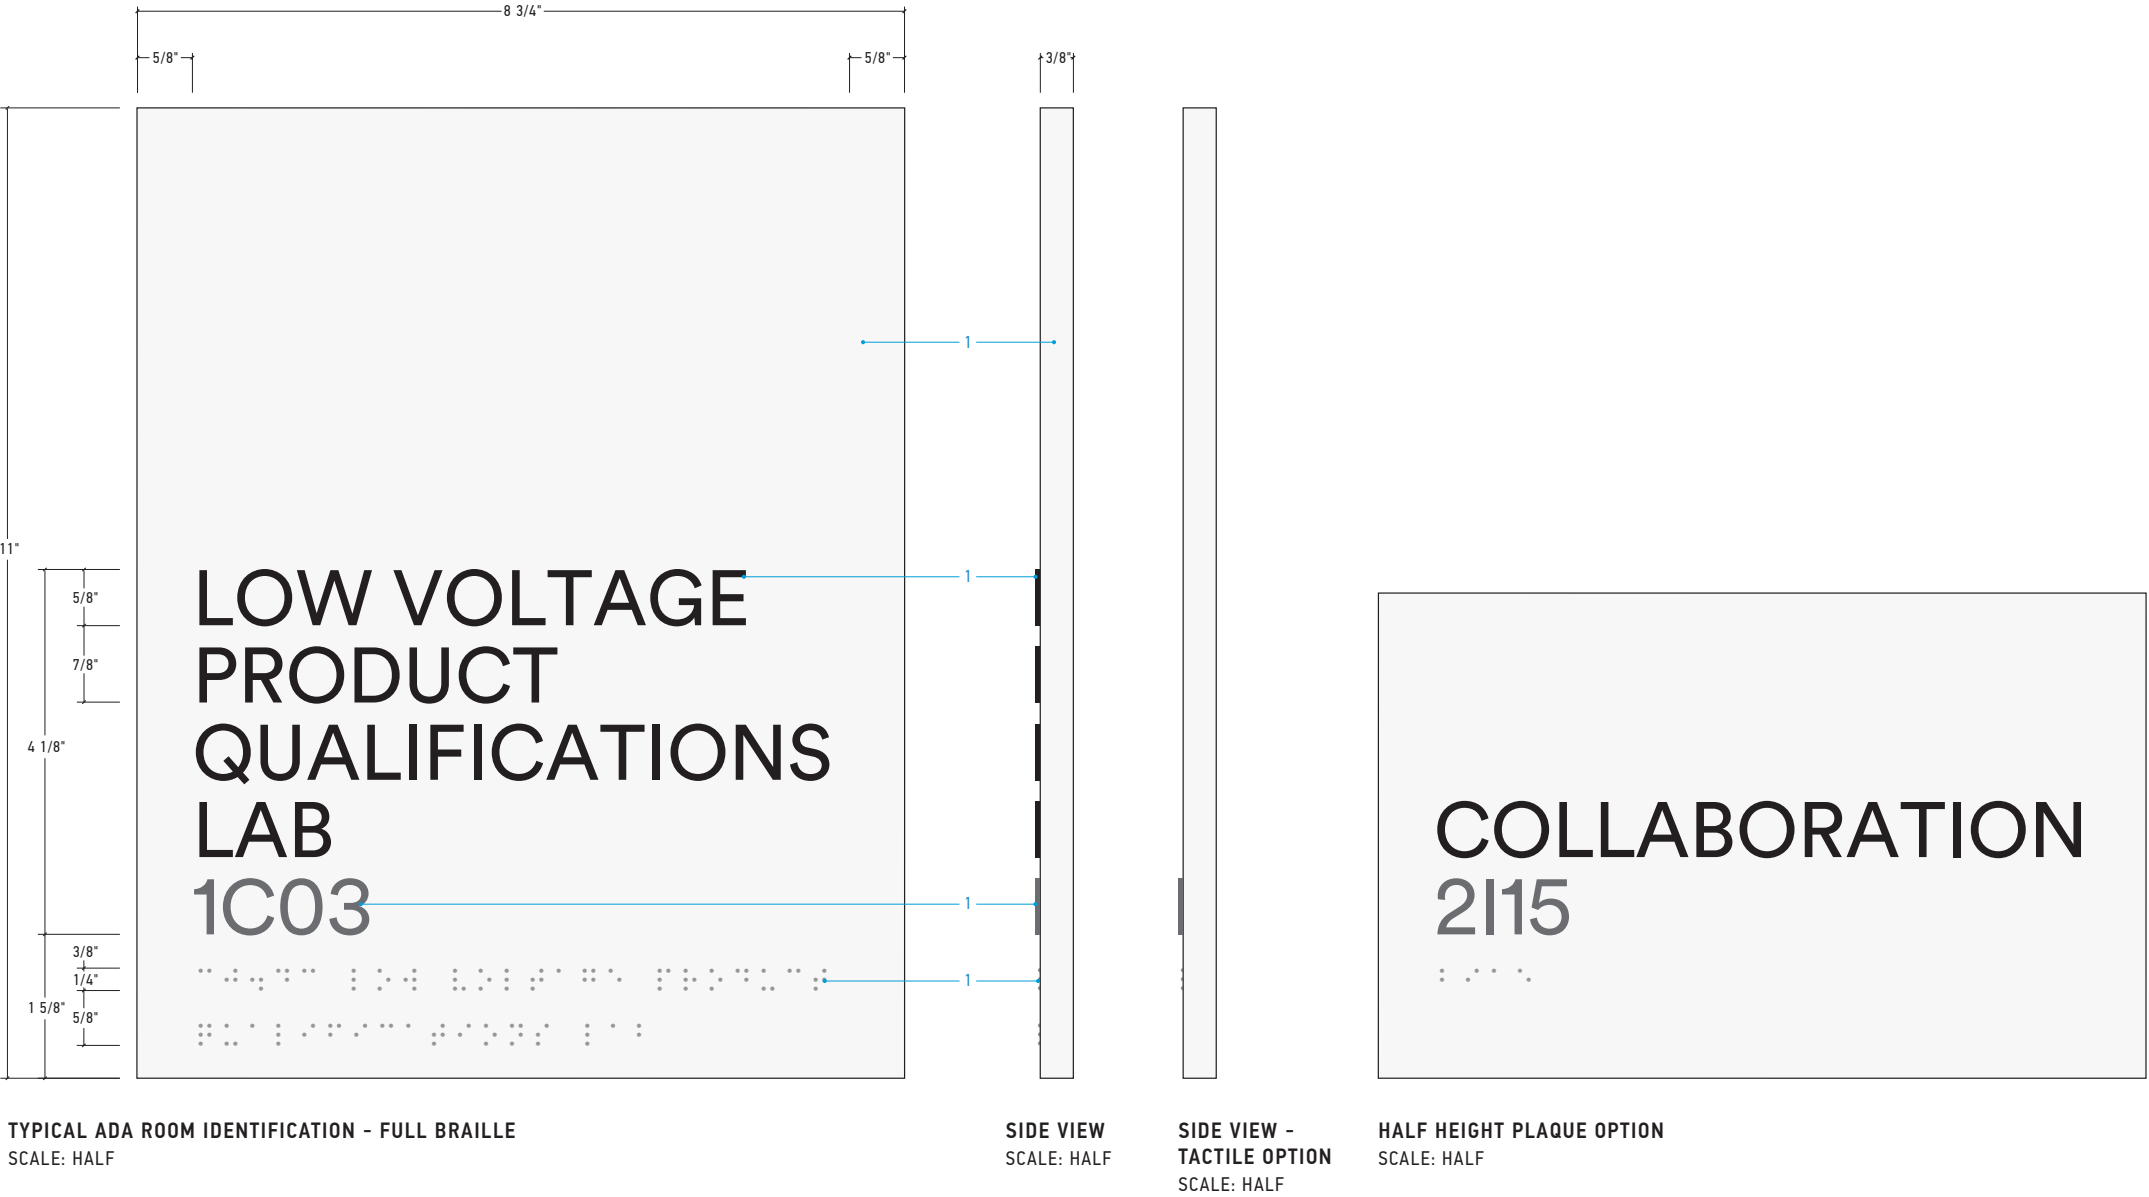 8 3/4"
5/8"
5/8"
3/8"
11"
1
5/8"
1
7/8"
4 1/8"
LOW VOLTAGE
PRODUCT
QUALIFICATIONS
LAB
1C03
1
3/8"
1/4"
1
1 5/8"
5/8"
COLLABORATION
2I15
TYPICAL ADA ROOM IDENTIFICATION - FULL BRAILLE
SCALE: HALF
SIDE VIEW
SCALE: HALF
SIDE VIEW -
TACTILE OPTION
SCALE: HALF
HALF HEIGHT PLAQUE OPTION
SCALE: HALF